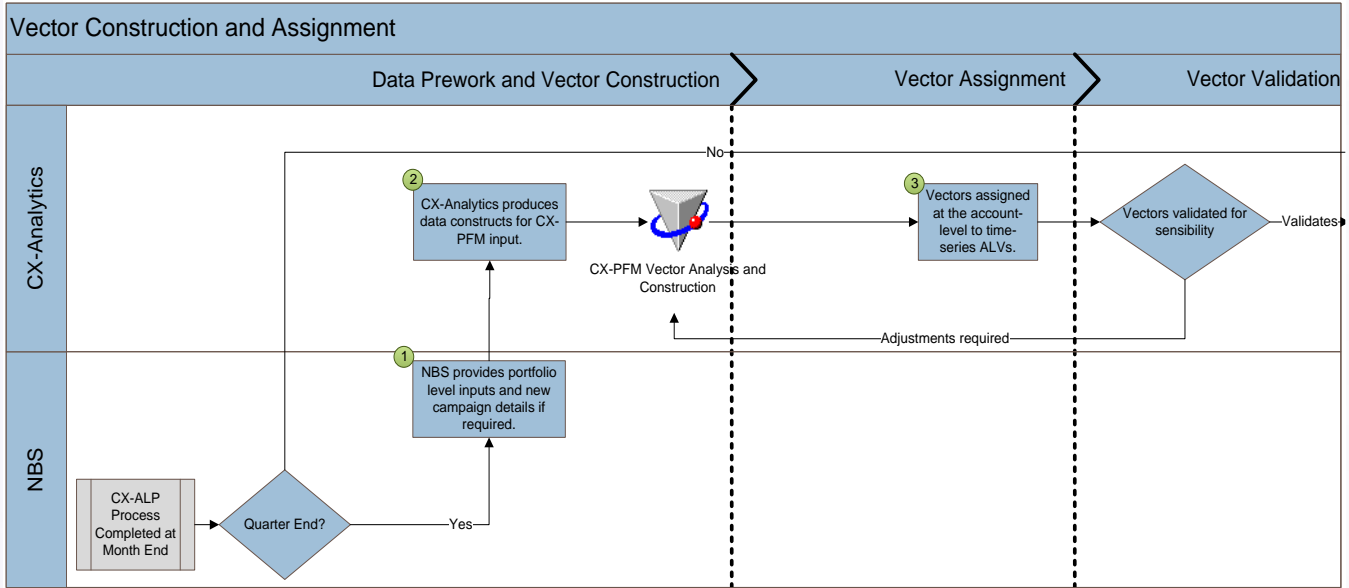 Vector Construction and Assignment
Data Prework and Vector Construction
Vector Assignment
Vector Validation
CX-Analytics
No
2
CX-Analytics produces
data constructs for CX-
PFM input.
CX-PFM Vector Analysis and
Construction
3
Vectors assigned
at the account-
level to time-
series ALVs.
Vectors validated for
sensibility
Validates
Adjustments required
NBS
1
NBS provides portfolio
level inputs and new
campaign details if
required.
CX-ALP
Process
Completed at
Month End
Quarter End?
Yes